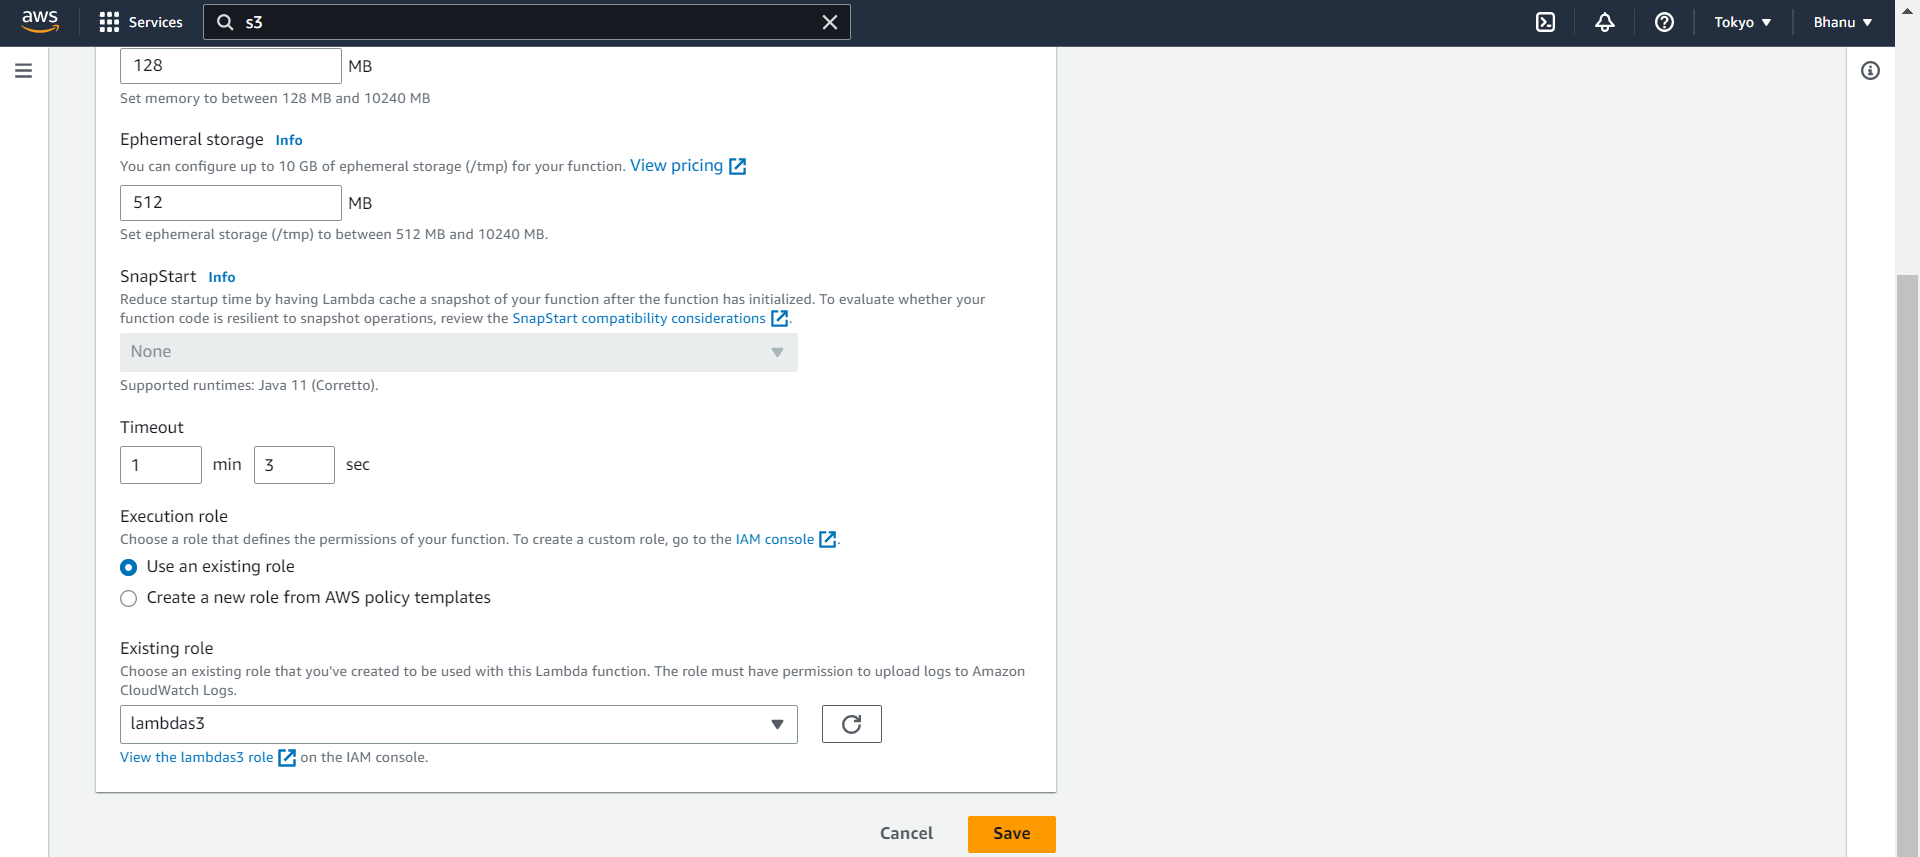 aws
Services
s3
Tokyo ▼
Bhanu ▼
128 MB
Set memory to between 128 MB and 10240 MB
Ephemeral storage Info
You can configure up to 10 GB of ephemeral storage (/tmp) for your function. View pricing
512 MB
Set ephemeral storage (/tmp) to between 512 MB and 10240 MB.
SnapStart Info
Reduce startup time by having Lambda cache a snapshot of your function after the function has initialized. To evaluate whether your
function code is resilient to snapshot operations, review the SnapStart compatibility considerations.
None
Supported runtimes: Java 11 (Corretto).
Timeout
1 min 3 sec
Execution role
Choose a role that defines the permissions of your function. To create a custom role, go to the IAM console.
Use an existing role
Create a new role from AWS policy templates
Existing role
Choose an existing role that you've created to be used with this Lambda function. The role must have permission to upload logs to Amazon
CloudWatch Logs.
lambdas3
View the lambdas3 role on the IAM console.
Cancel
Save